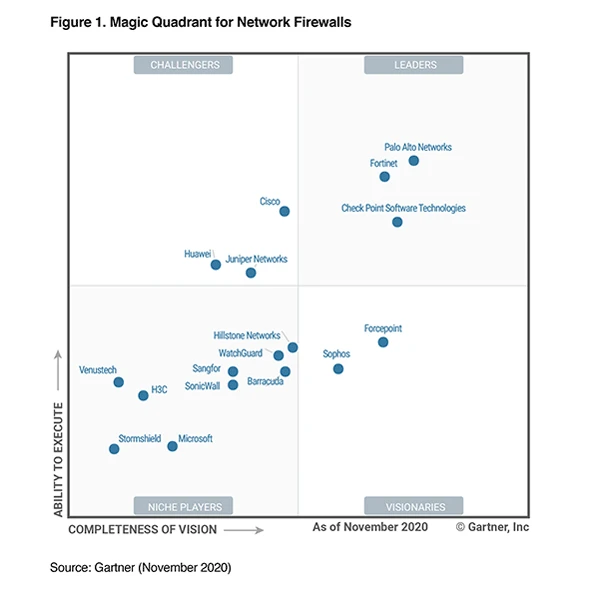 Figure 1. Magic Quadrant for Network Firewalls
CHALLENGERS
LEADERS
Palo Alto Networks
Fortinet
Cisco
Check Point Software Technologies
Huawei
Juniper Networks
Forcepoint
Hillstone Networks
WatchGuard
Sophos
Venustech
Sangfor
H3C
SonicWall
Barracuda
Stormshield
Microsoft
ABILITY TO EXECUTE
NICHE PLAYERS
VISIONARIES
COMPLETENESS OF VISION
As of November 2020
© Gartner, Inc
Source: Gartner (November 2020)